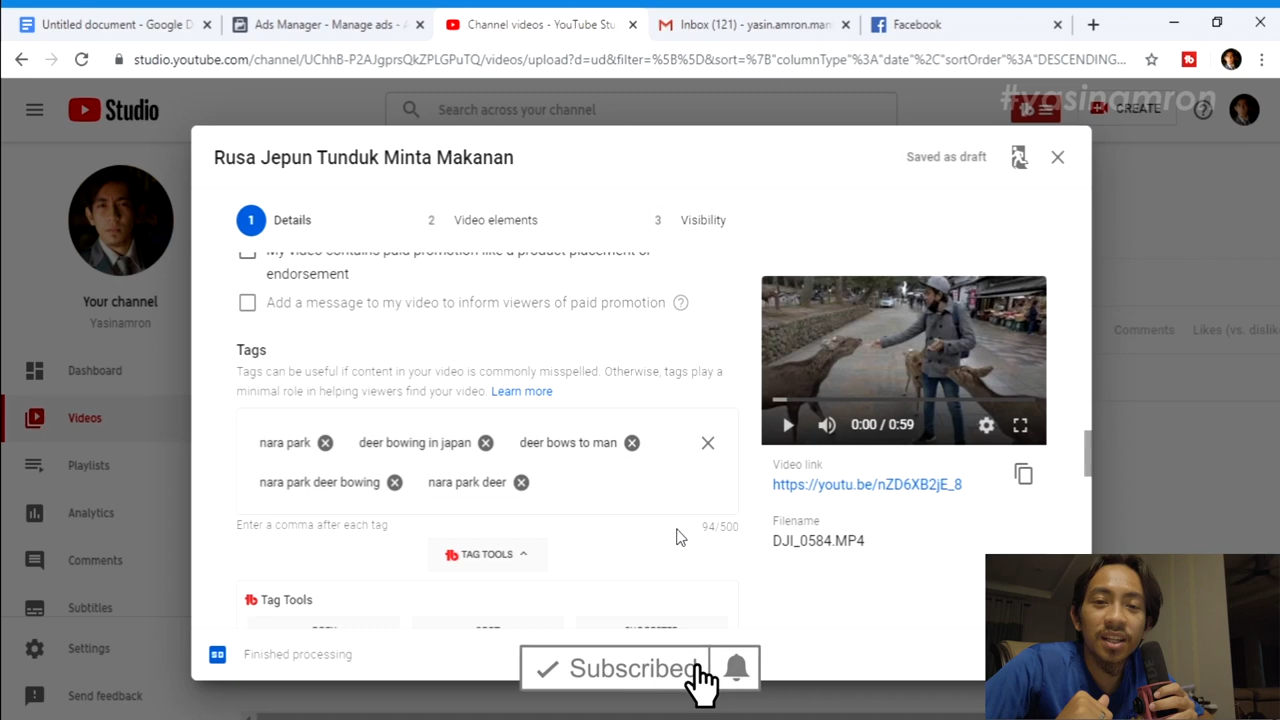 Untitled document - Google D
Ads Manager - Manage ads -
Channel videos - YouTube Stu
Inbox (121) - yasin.amron.man
Facebook
studio.youtube.com/channel/UChhB-P2AJgprsQkZPLGPuTQ/videos/upload?d=ud&filter=%5B%5D&sort=%7B"columnType"%3A"date"%2C"sortOrder"%3A"DESCENDING...
#yasinamron
Studio
Search across your channel
CREATE
Rusa Jepun Tunduk Minta Makanan
Saved as draft
1 Details
2 Video elements
3 Visibility
My video contains paid promotion like a product placement or
endorsement
Add a message to my video to inform viewers of paid promotion
Your channel
Yasinamron
Comments
Likes (vs. dislik
Tags
Tags can be useful if content in your video is commonly misspelled. Otherwise, tags play a
minimal role in helping viewers find your video. Learn more
Dashboard
Videos
Playlists
Analytics
Comments
Subtitles
Settings
Send feedback
nara park
deer bowing in japan
deer bows to man
nara park deer bowing
nara park deer
Enter a comma after each tag
94/500
TAG TOOLS
Tag Tools
0:00 / 0:59
Video link
https://youtu.be/nZD6XB2jE_8
Filename
DJI_0584.MP4
SD
Finished processing
Subscribed